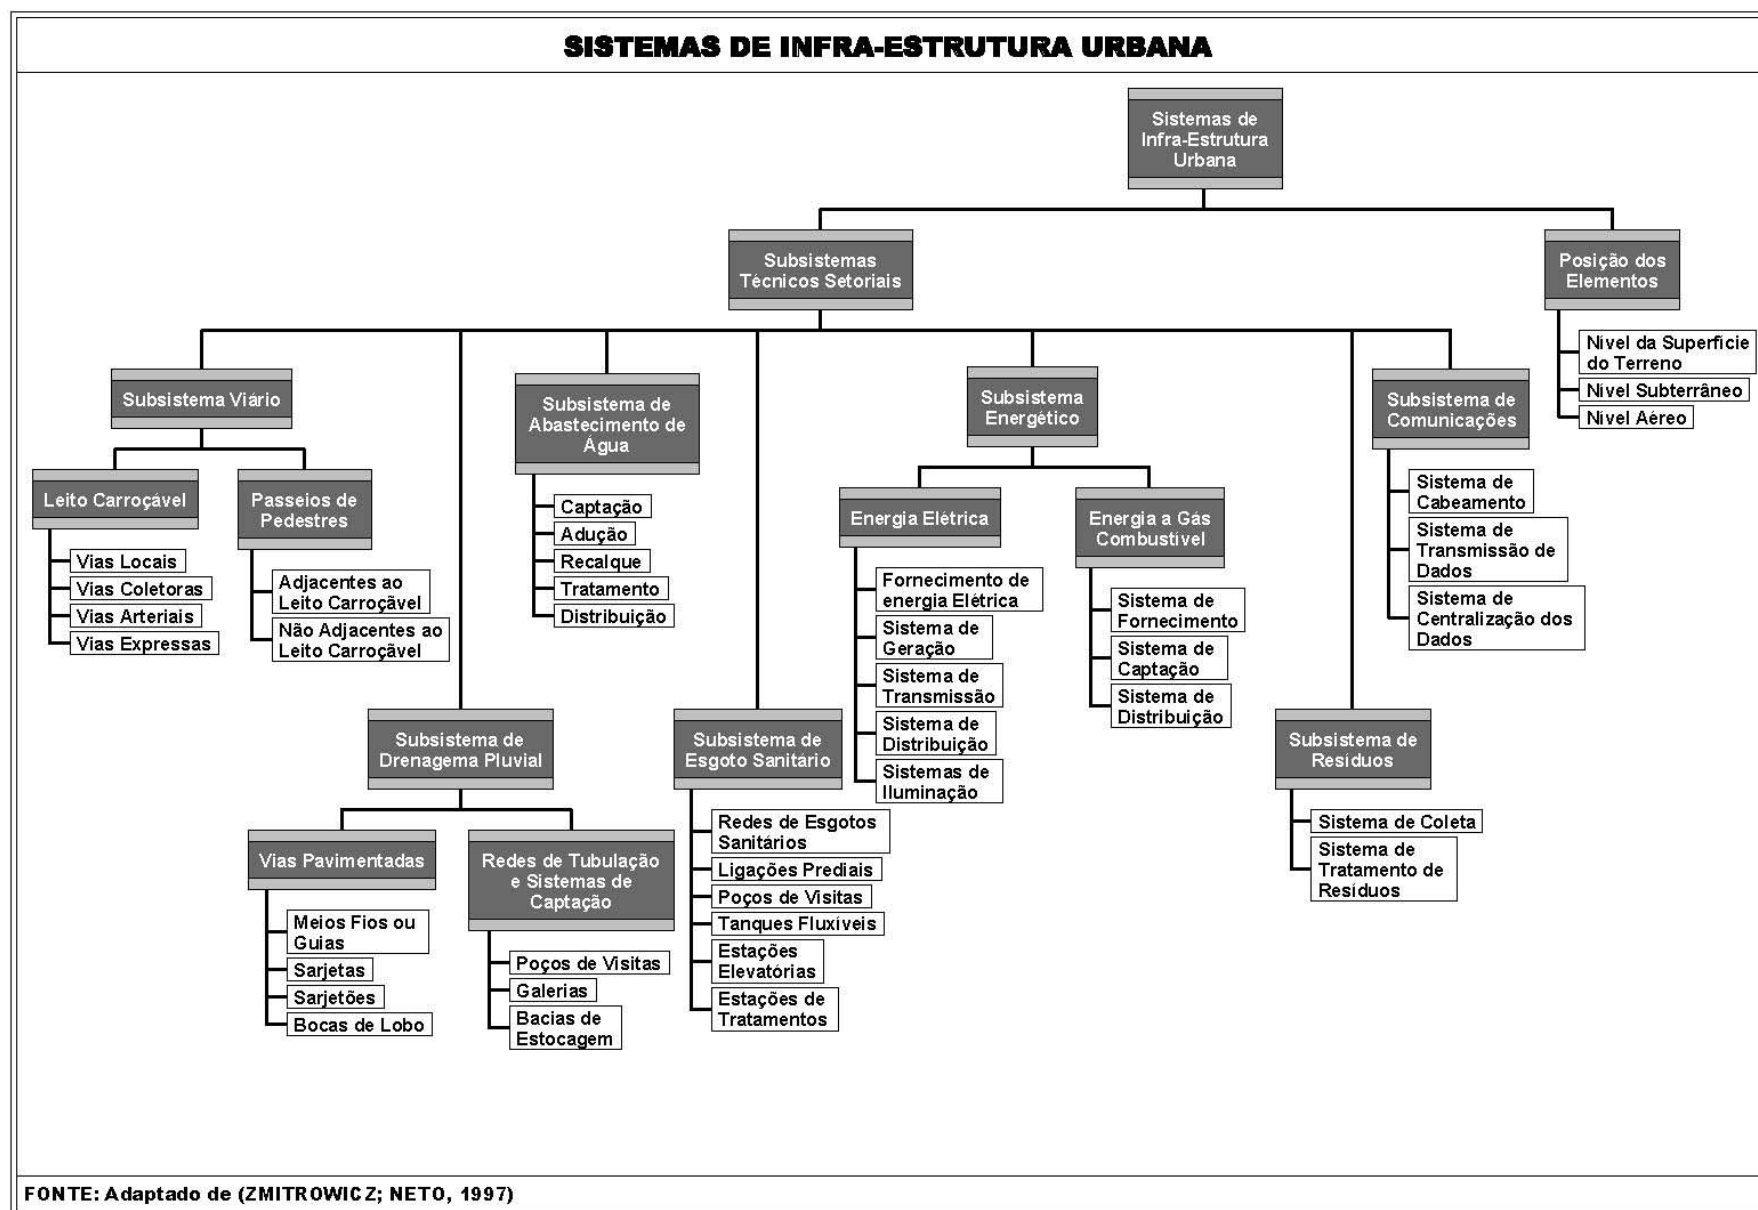 SISTEMAS DE INFRA-ESTRUTURA URBANA
Sistemas de
Infra-Estrutura
Urbana
Subsistemas
Técnicos Setoriais
Posição dos
Elementos
Nível da Superfície
do Terreno
Nível Subterrâneo
Nível Aéreo
Subsistema Viário
Leito Carroçável
Vias Locais
Vias Coletoras
Vias Arteriais
Vias Expressas
Passeios de
Pedestres
Adjacentes ao
Leito Carroçável
Não Adjacentes ao
Leito Carroçável
Subsistema de
Drenagema Pluvial
Vias Pavimentadas
Meios Fios ou
Guias
Sarjetas
Sarjetões
Bocas de Lobo
Redes de Tubulação
e Sistemas de
Captação
Poços de Visitas
Galerias
Bacias de
Estocagem
Subsistema de
Abastecimento de
Água
Captação
Adução
Recalque
Tratamento
Distribuição
Subsistema de
Esgoto Sanitário
Redes de Esgotos
Sanitários
Ligações Prediais
Poços de Visitas
Tanques Fluxíveis
Estações
Elevatórias
Estações de
Tratamentos
Subsistema
Energético
Energia Elétrica
Fornecimento de
energia Elétrica
Sistema de
Geração
Sistema de
Transmissão
Sistema de
Distribuição
Sistemas de
Iluminação
Energia a Gás
Combustível
Sistema de
Fornecimento
Sistema de
Captação
Sistema de
Distribuição
Subsistema de
Resíduos
Sistema de Coleta
Sistema de
Tratamento de
Resíduos
Subsistema de
Comunicações
Sistema de
Cabeamento
Sistema de
Transmissão de
Dados
Sistema de
Centralização dos
Dados
FONTE: Adaptado de (ZMITROWICZ; NETO, 1997)